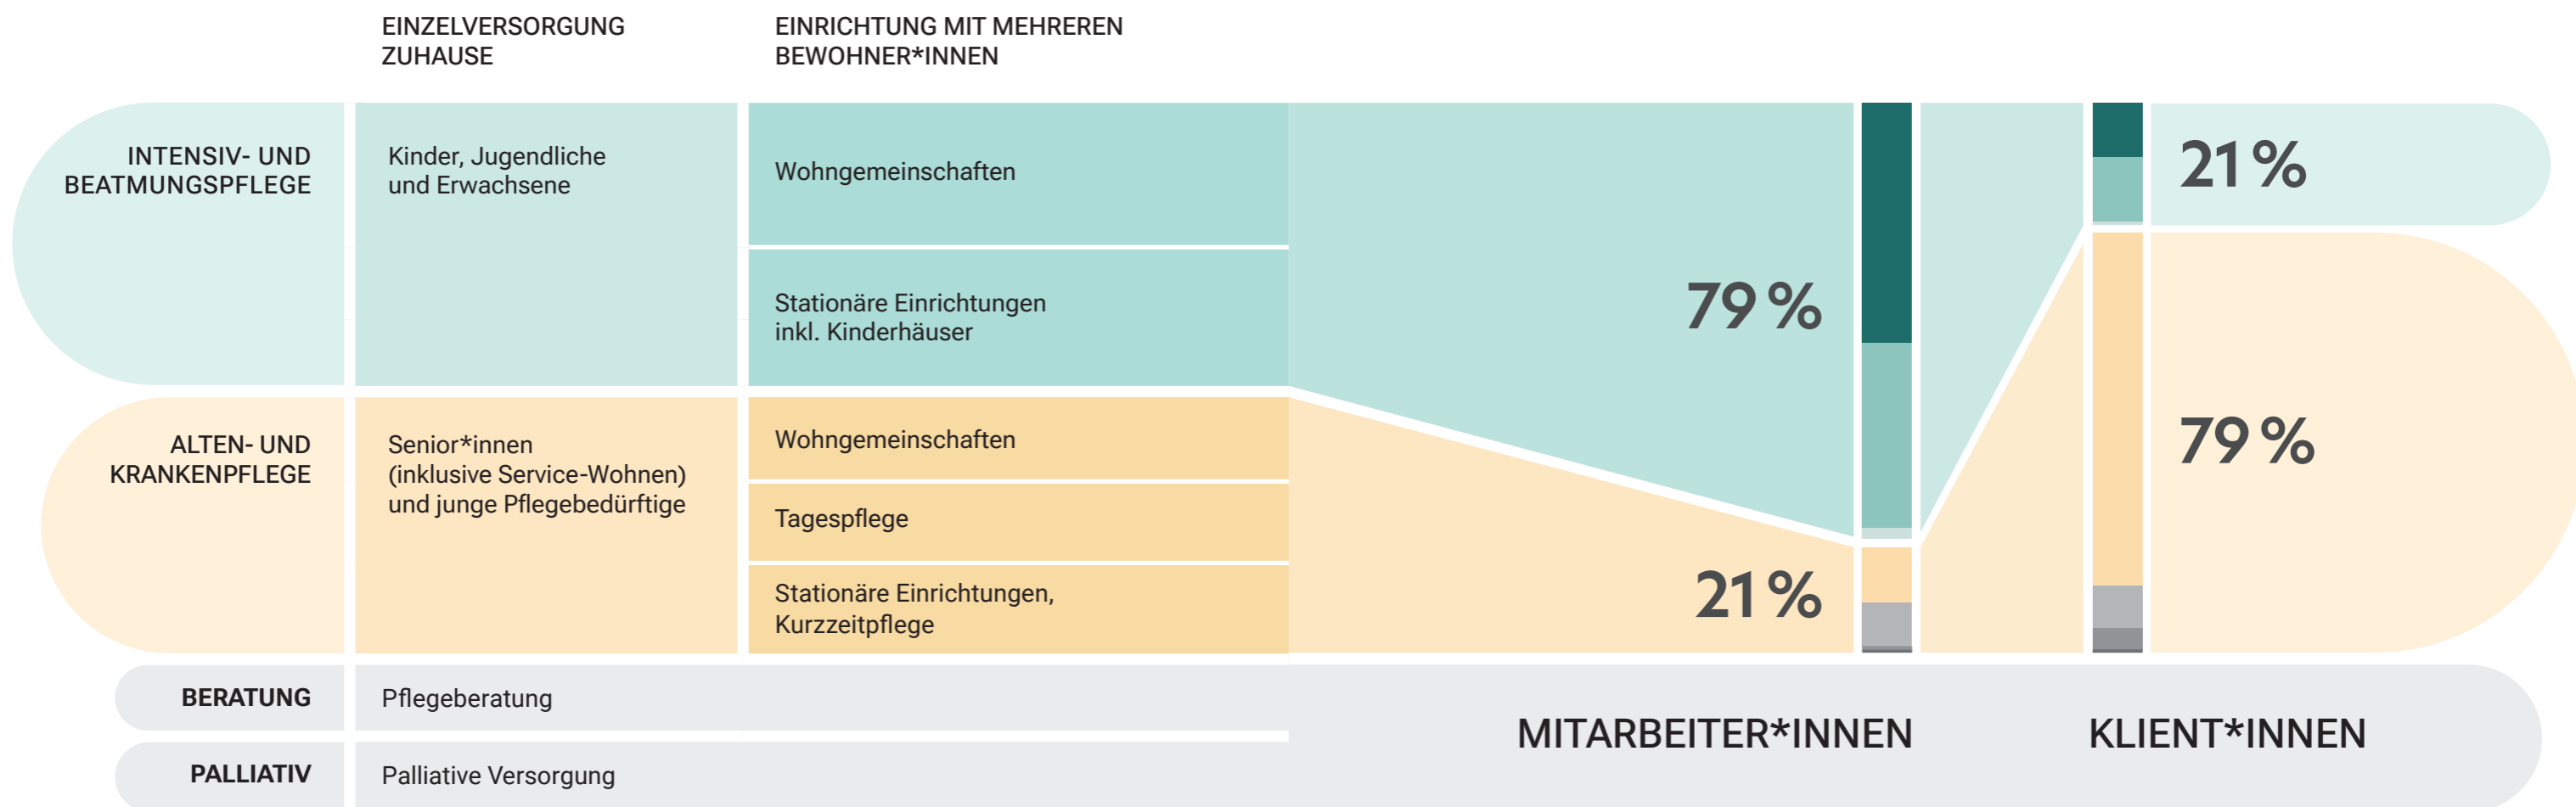 EINZELVERSORGUNG
ZUHAUSE
EINRICHTUNG MIT MEHREREN
BEWOHNER*INNEN
INTENSIV- UND
BEATMUNGSPFLEGE
Kinder, Jugendliche
und Erwachsene
Wohngemeinschaften
Stationäre Einrichtungen
inkl. Kinderhäuser
79 %
21 %
ALTEN- UND
KRANKENPFLEGE
Senior*innen
(inklusive Service-Wohnen)
und junge Pflegebedürftige
Wohngemeinschaften
Tagespflege
Stationäre Einrichtungen,
Kurzzeitpflege
21 %
79 %
BERATUNG
Pflegeberatung
PALLIATIV
Palliative Versorgung
MITARBEITER*INNEN
KLIENT*INNEN